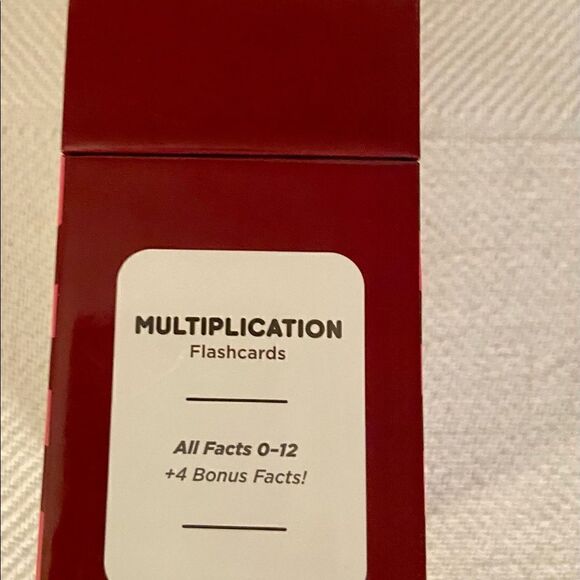 MULTIPLICATION
Flashcards
All Facts 0–12
+4 Bonus Facts!